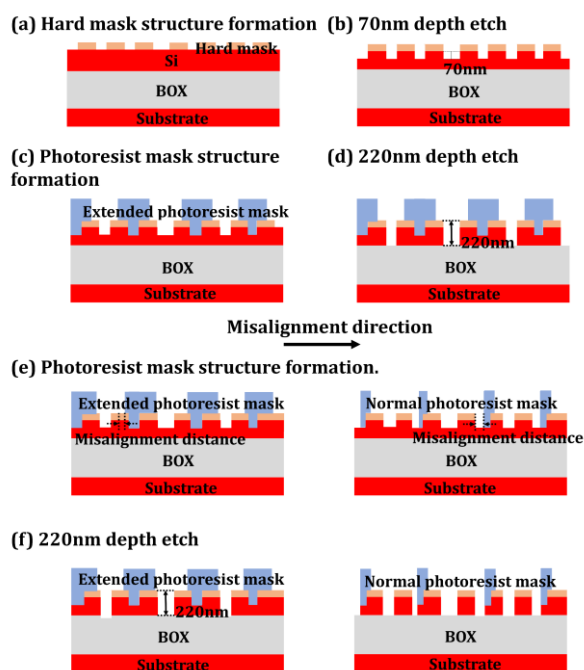 (a) Hard mask structure formation
Hard mask
Si
BOX
Substrate
(b) 70nm depth etch
70nm
BOX
Substrate
(c) Photoresist mask structure
formation
Extended photoresist mask
BOX
Substrate
(d) 220nm depth etch
220nm
BOX
Substrate
Misalignment direction
(e) Photoresist mask structure formation.
Extended photoresist mask
Misalignment distance
BOX
Substrate
Normal photoresist mask
Misalignment distance
BOX
Substrate
(f) 220nm depth etch
Extended photoresist mask
220nm
BOX
Substrate
Normal photoresist mask
BOX
Substrate